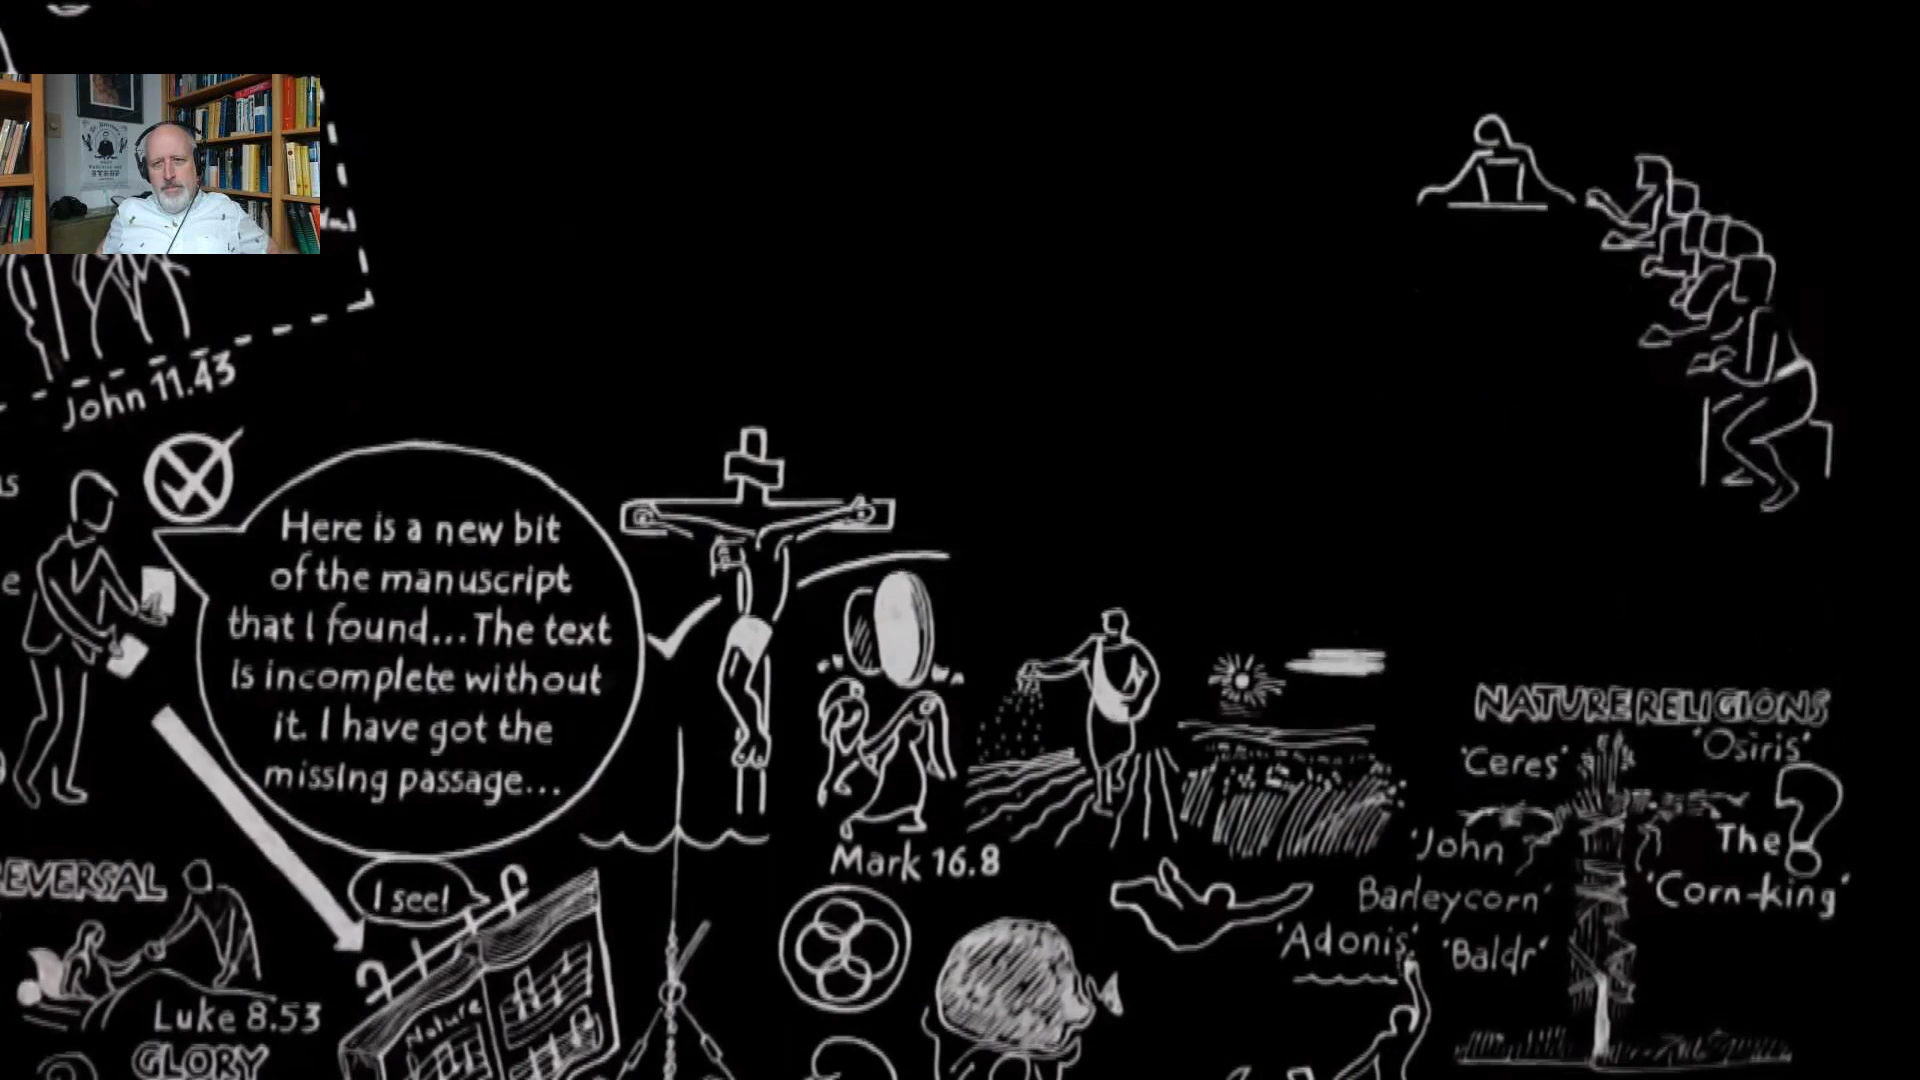 John 11.43
Here is a new bit
of the manuscript
that I found... The text
is incomplete without
it. I have got the
missing passage...
I see!
Mark 16.8
NATURE RELIGIONS
'Ceres'
'Osiris'
'John
Barleycorn'
The
'Corn-king'
?
'Adonis'
'Baldr'
EVERSAL
Luke 8.53
GLORY
Nature